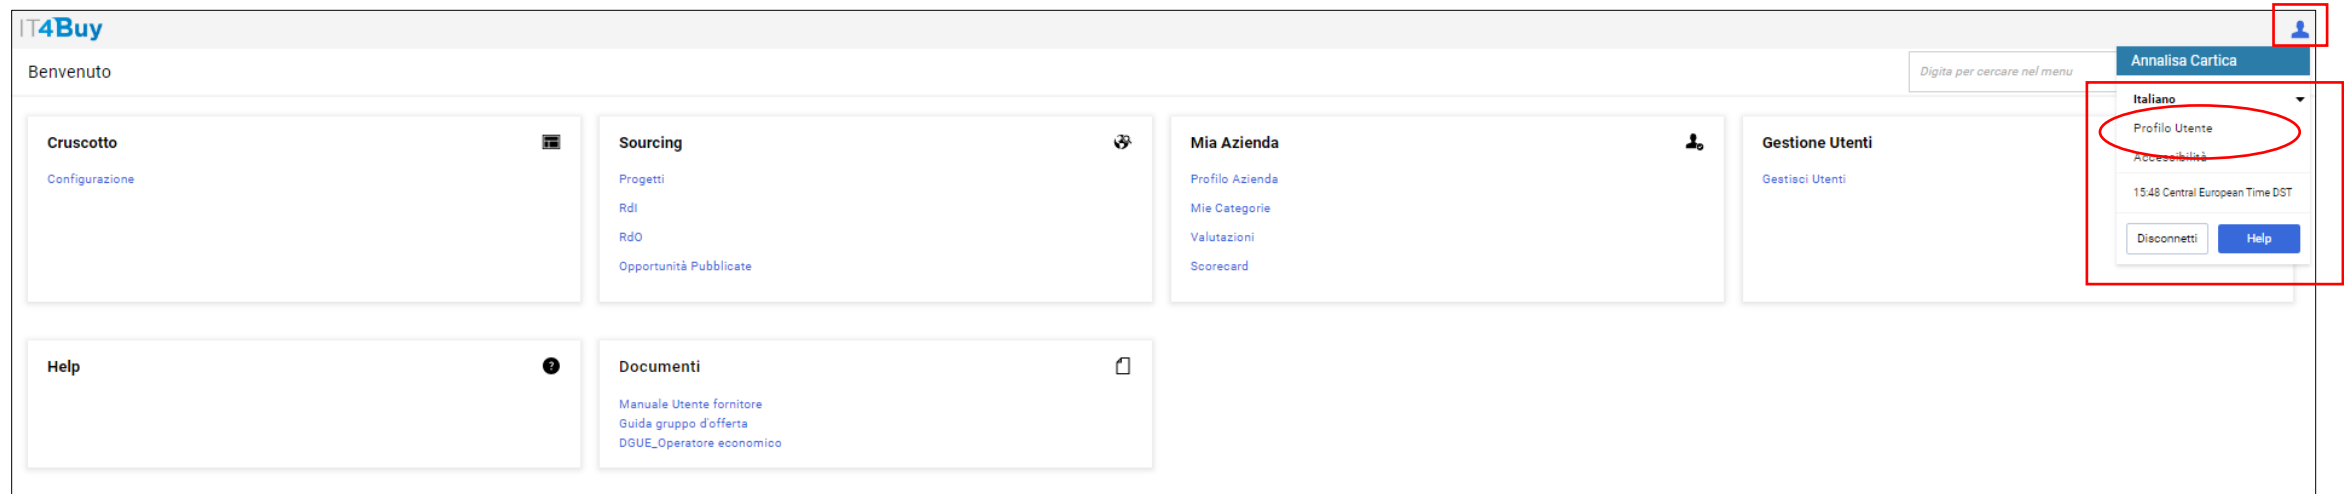 IT4Buy
Benvenuto
Digita per cercare nel menu
Annalisa Cartica
Italiano
Profilo Utente
Accessibilità
15:48 Central European Time DST
Disconnetti
Help
Cruscotto
Configurazione
Sourcing
Progetti
RdI
RdO
Opportunità Pubblicate
Mia Azienda
Profilo Azienda
Mie Categorie
Valutazioni
Scorecard
Gestione Utenti
Gestisci Utenti
Help
Documenti
Manuale Utente fornitore
Guida gruppo d'offerta
DGUE_Operatore economico